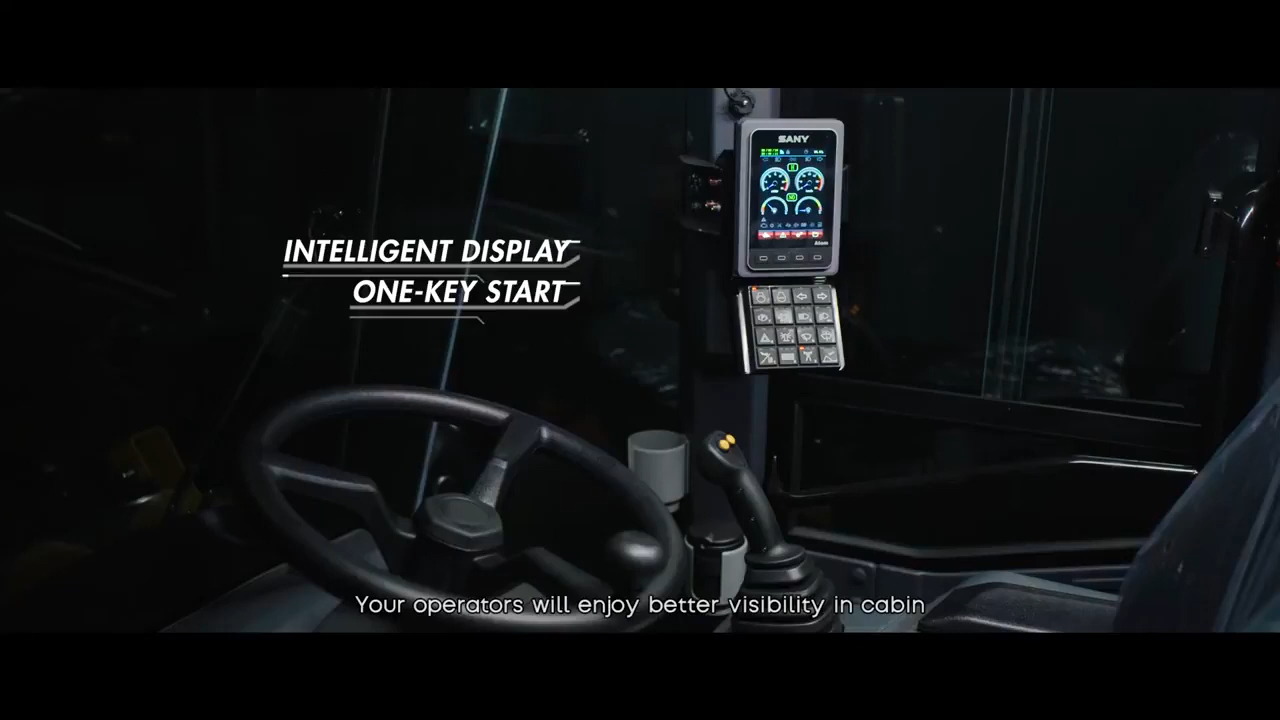 SANY
INTELLIGENT DISPLAY
ONE-KEY START
Your operators will enjoy better visibility in cabin